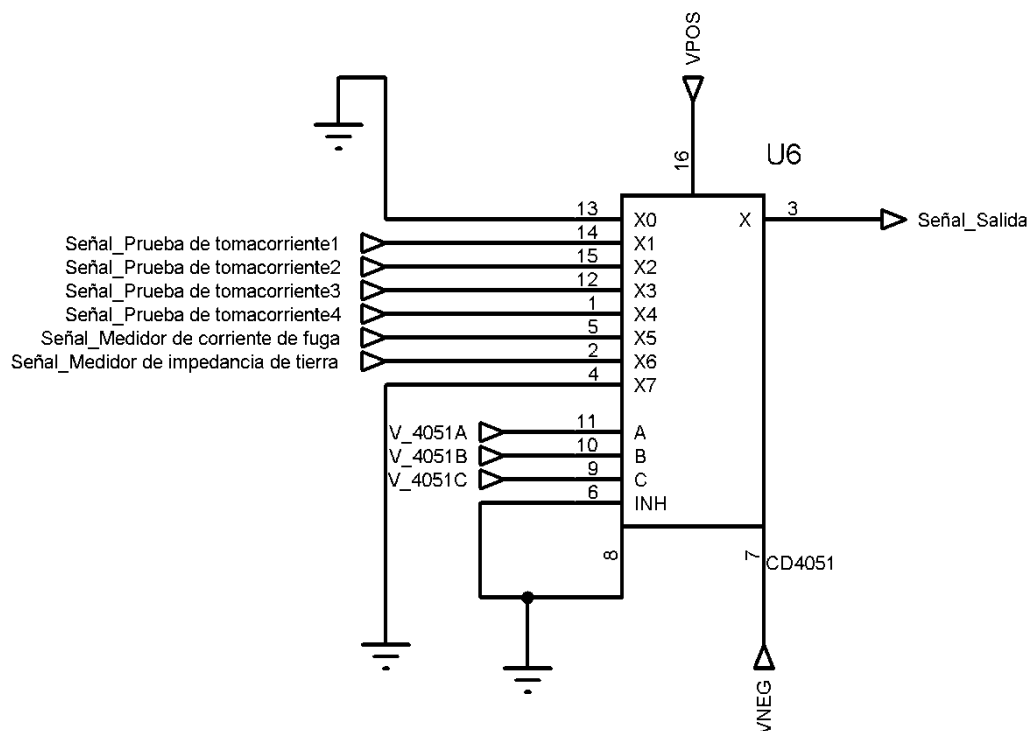 VPOS
16
U6
13 X0 X 3 Señal_Salida
Señal_Prueba de tomacorriente1 14 X1
Señal_Prueba de tomacorriente2 15 X2
Señal_Prueba de tomacorriente3 12 X3
Señal_Prueba de tomacorriente4 1 X4
Señal_Medidor de corriente de fuga 5 X5
Señal_Medidor de impedancia de tierra 2 X6
4 X7
V_4051A 11 A
V_4051B 10 B
V_4051C 9 C
6 INH
8 7 CD4051
VNEG